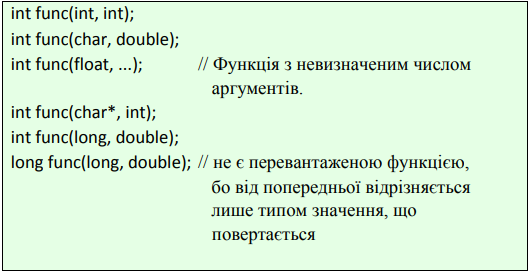 int func(int, int);
int func(char, double);
int func(float, ...); // Функція з невизначеним числом
аргументів.
int func(char*, int);
int func(long, double);
long func(long, double); // не є перевантаженою функцією,
бо від попередньої відрізняється
лише типом значення, що
повертається